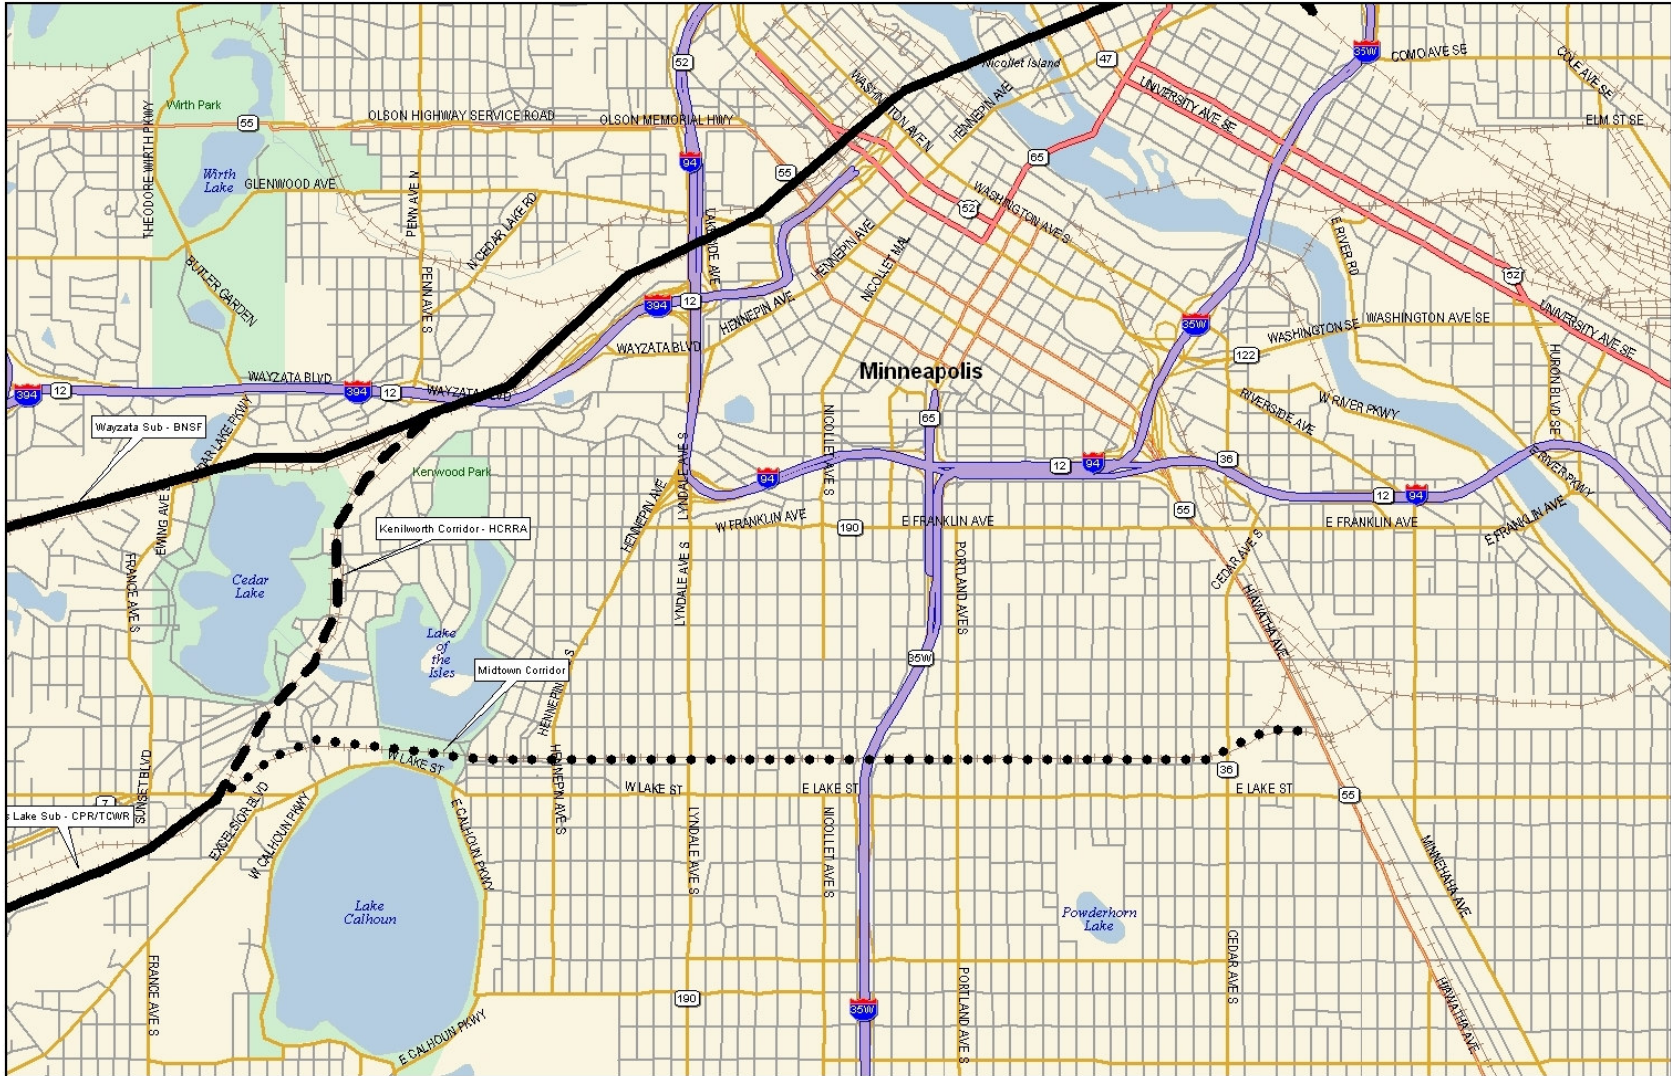 52
47
35W
COMO AVE SE
COLE AVE SE
Nicollet Island
WASHINGTON AVE N
HENNEPIN AVE
UNIVERSITY AVE SE
Wirth Park
55
OLSON HIGHWAY SERVICE ROAD
OLSON MEMORIAL HWY
ELM ST SE
THEODORE WIRTH PKWY
94
55
65
Wirth
Lake
GLENWOOD AVE
PENN AVE N
N CEDAR LAKE RD
52
WASHINGTON AVE S
HENNEPIN AVE
NICOLLET MAL
E RIVER RD
52
BUTLER GARDEN
PENN AVE S
394
12
HENNEPIN AVE
35W
WASHINGTON SE
WASHINGTON AVE SE
UNIVERSITY AVE SE
WAYZATA BLVD
122
Minneapolis
HURON BLVD SE
394
12
WAYZATA BLVD
394
12
WAYZATA BLVD
RIVERSIDE AVE
W RIVER PKWY
Wayzata Sub - BNSF
65
NICOLLET AVE S
LYNDALE AVE S
Kenwood Park
94
12
94
36
12
94
E RIVER PKWY
EWING AVE S
HENNEPIN AVE
W FRANKLIN AVE
190
E FRANKLIN AVE
55
E FRANKLIN AVE
E FRANKLIN AVE
Kenilworth Corridor - HCRRA
FRANCE AVE S
Cedar
Lake
LYNDALE AVE S
PORTLAND AVE S
CEDAR AVE S
HIAWATHA AVE
Lake
of
the
Isles
35W
Midtown Corridor
HENNEPIN
S
W LAKE ST
SUNSET BLVD
HENNEPIN AVE S
36
7
W LAKE ST
E LAKE ST
E LAKE ST
55
s Lake Sub - CPR/TCWR
EXCELSIOR BLVD
W CALHOUN PKWY
E CALHOUN PKWY
LYNDALE AVE S
NICOLLET AVE S
MINNEHAHA AVE
Lake
Calhoun
Powderhorn
Lake
FRANCE AVE S
CEDAR AVE S
PORTLAND AVE S
190
35W
HIAWATHA AVE
E CALHOUN PKWY